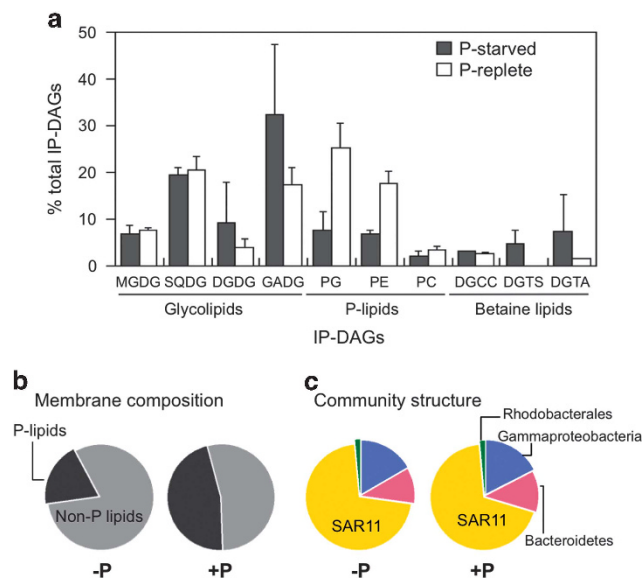 a
50
40
30
20
10
0
% total IP-DAGs
P-starved
P-replete
MGDG SQDG DGDG GADG PG PE PC DGCC DGTS DGTA
Glycolipids P-lipids Betaine lipids
IP-DAGs
b Membrane composition
P-lipids
Non-P lipids
-P +P
c Community structure
Rhodobacterales
Gammaproteobacteria
SAR11 SAR11
Bacteroidetes
-P +P